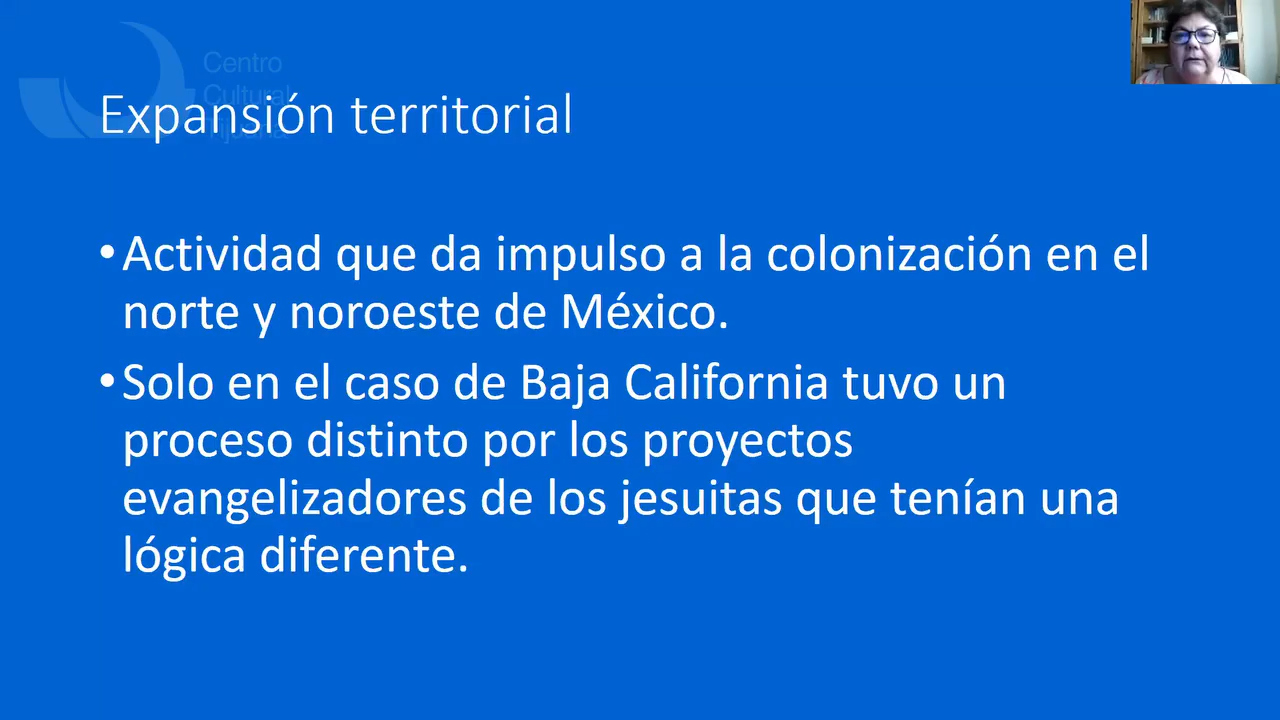 Centro
Cultural
Tijuana
Expansión territorial
•Actividad que da impulso a la colonización en el
norte y noroeste de México.
•Solo en el caso de Baja California tuvo un
proceso distinto por los proyectos
evangelizadores de los jesuitas que tenían una
lógica diferente.